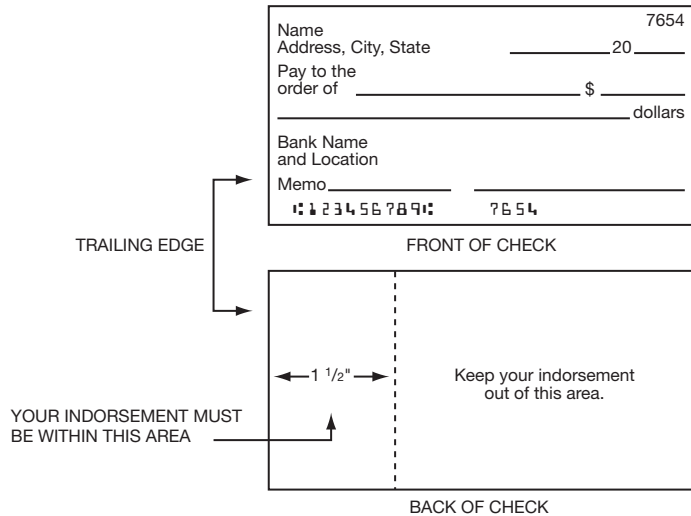 7654
Name
Address, City, State 20
Pay to the
order of $
dollars
Bank Name
and Location
Memo
⑆123456789⑆ 7654
TRAILING EDGE
FRONT OF CHECK
1 1/2"
Keep your indorsement
out of this area.
YOUR INDORSEMENT MUST
BE WITHIN THIS AREA
BACK OF CHECK